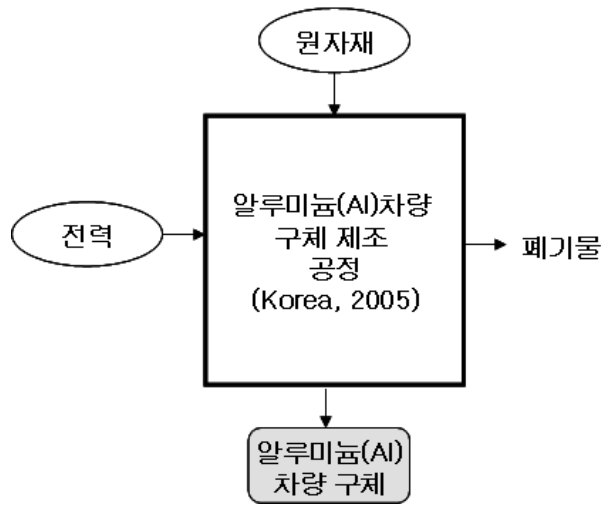 원자재
전력
알루미늄(Al)차량
구체 제조
공정
(Korea, 2005)
폐기물
알루미늄(Al)
차량 구체